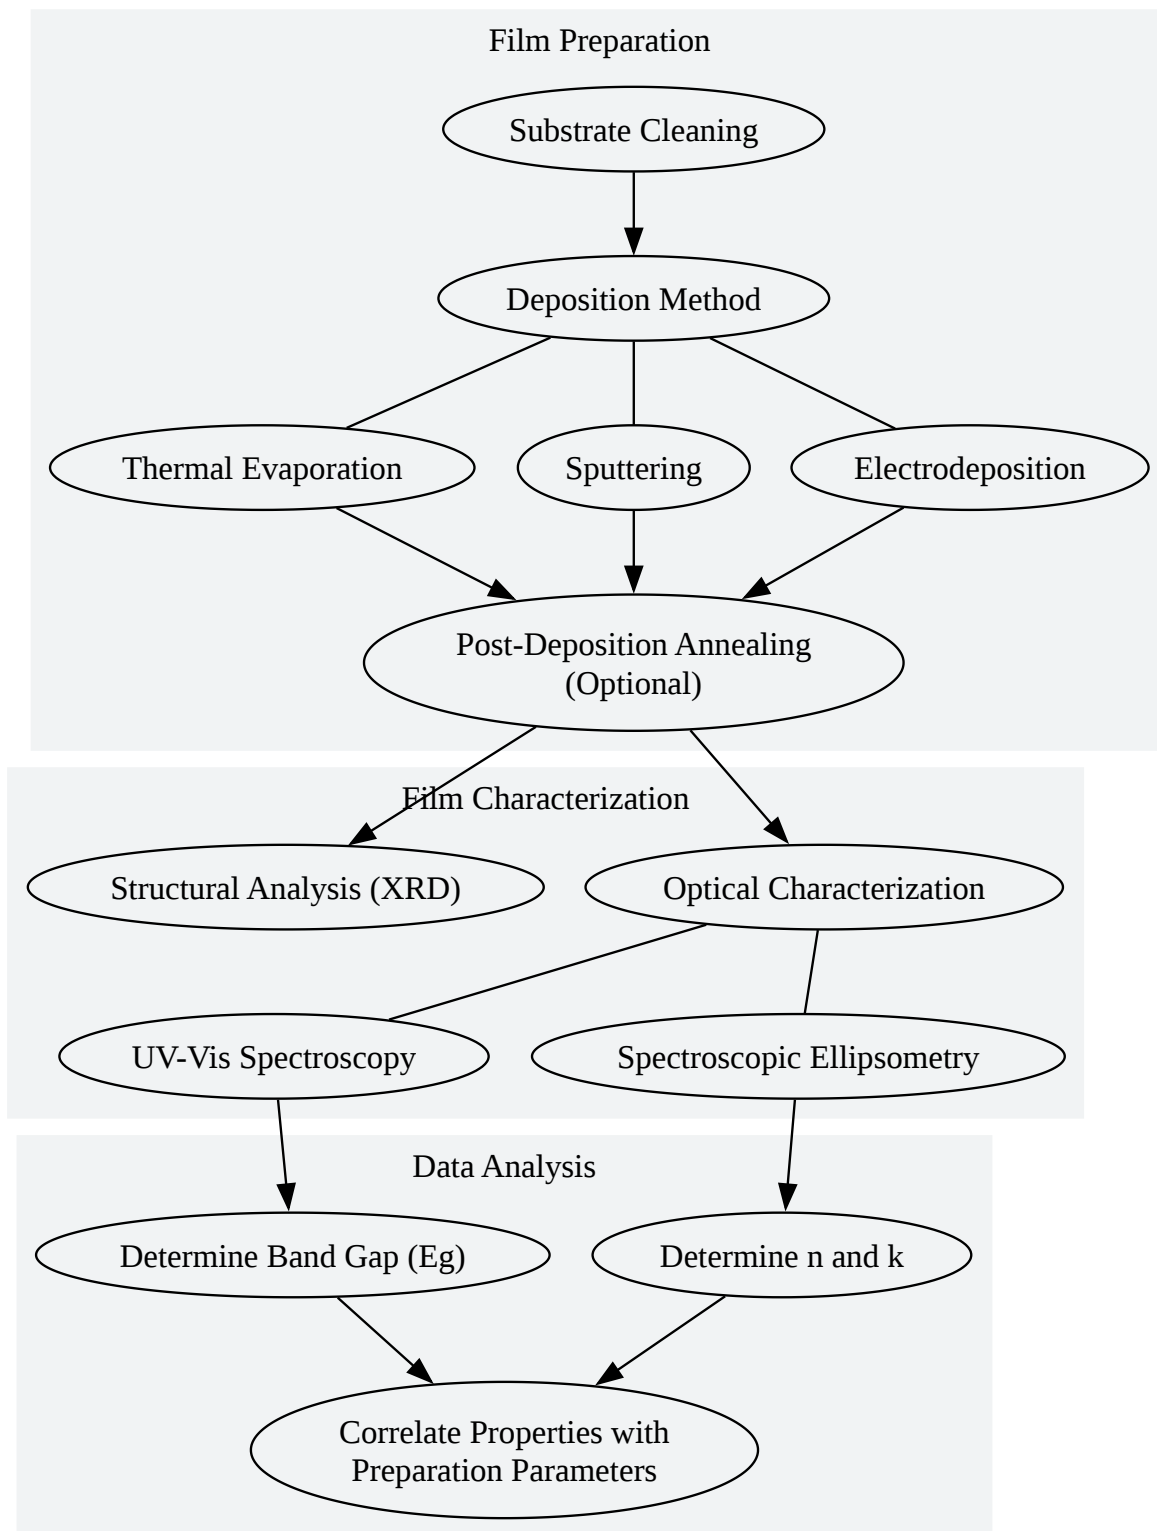 Film Preparation
Substrate Cleaning
Deposition Method
Thermal Evaporation
Sputtering
Electrodeposition
Post-Deposition Annealing
(Optional)
Film Characterization
Structural Analysis (XRD)
Optical Characterization
UV-Vis Spectroscopy
Spectroscopic Ellipsometry
Data Analysis
Determine Band Gap (Eg)
Determine n and k
Correlate Properties with
Preparation Parameters